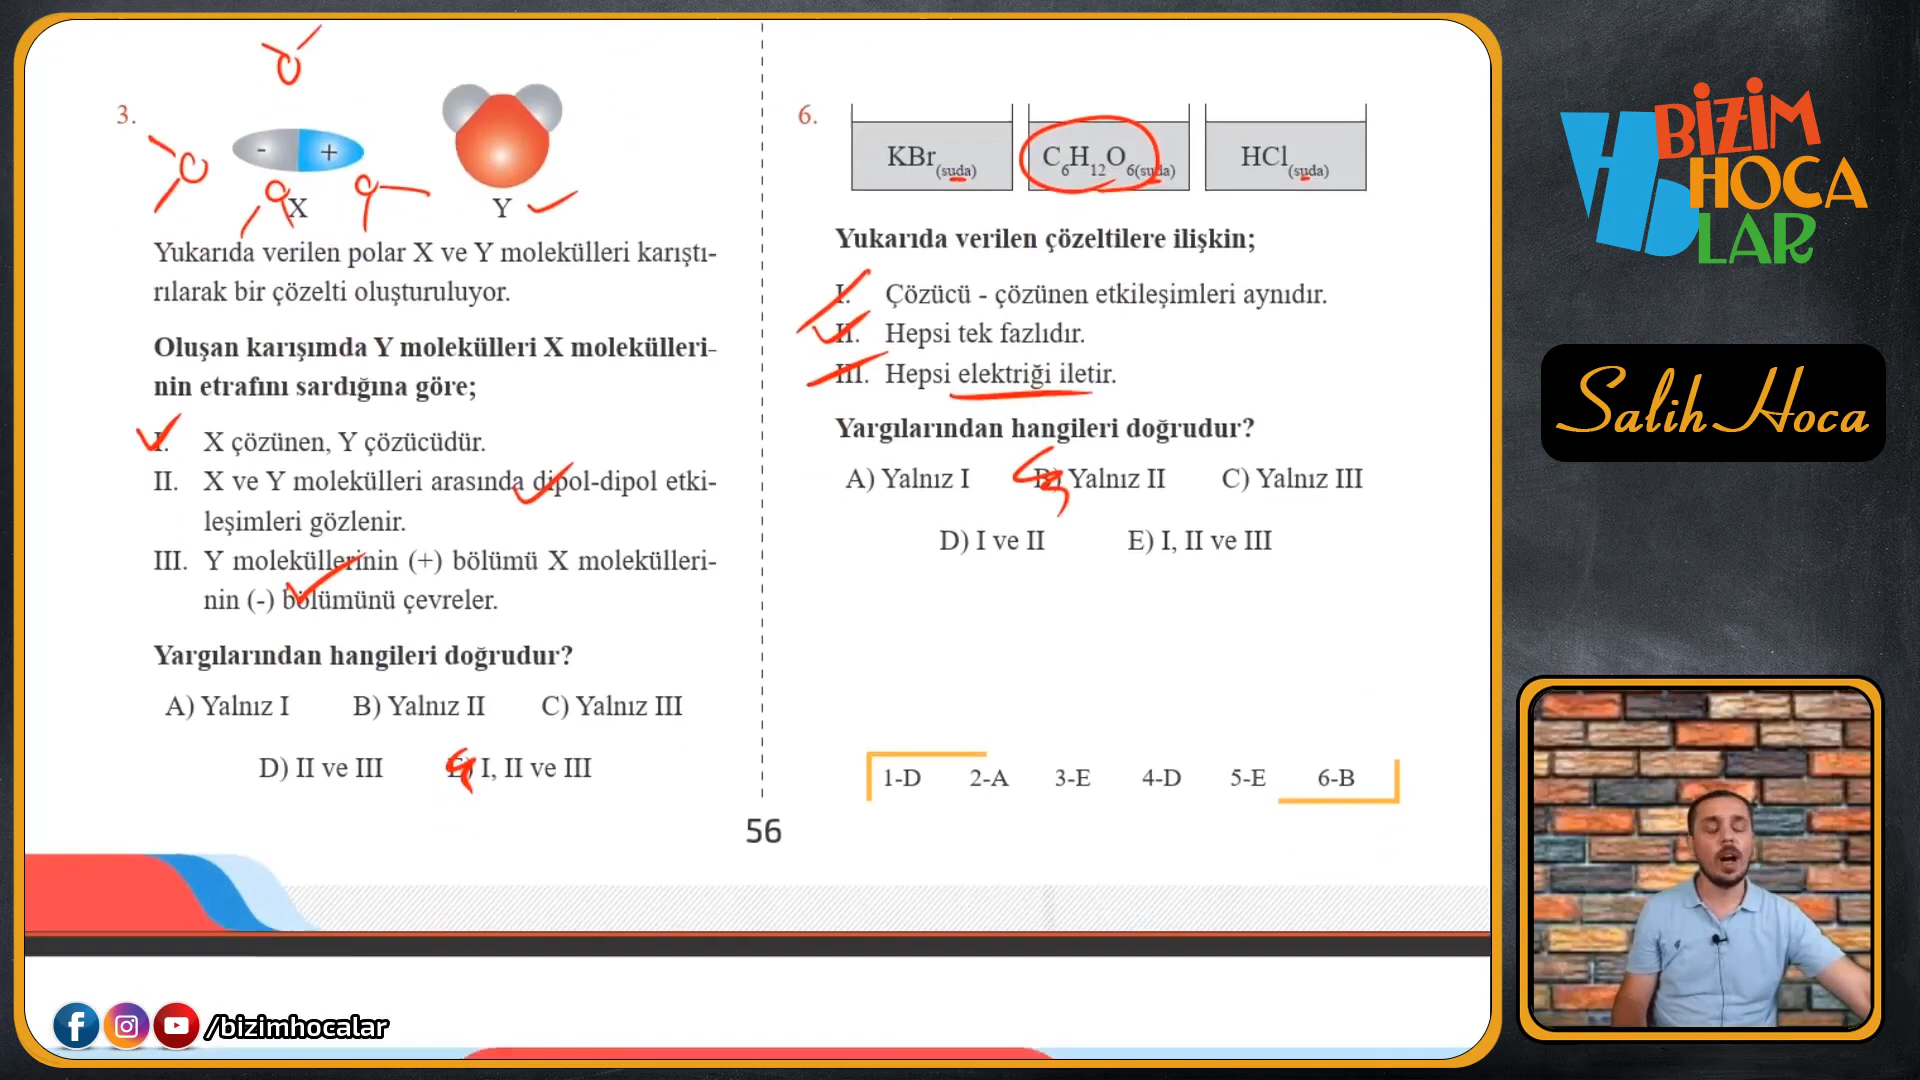 3.
- +
X
Y
Yukarıda verilen polar X ve Y molekülleri karıştı-
rılarak bir çözelti oluşturuluyor.
Oluşan karışımda Y molekülleri X molekülleri-
nin etrafını sardığına göre;
I. X çözünen, Y çözücüdür.
II. X ve Y molekülleri arasında dipol-dipol etki-
leşimleri gözlenir.
III. Y moleküllerinin (+) bölümü X molekülleri-
nin (-) bölümünü çevreler.
Yargılarından hangileri doğrudur?
A) Yalnız I B) Yalnız II C) Yalnız III
D) II ve III E) I, II ve III
6.
KBr(suda) C6H12O6(suda) HCl(suda)
Yukarıda verilen çözeltilere ilişkin;
I. Çözücü - çözünen etkileşimleri aynıdır.
II. Hepsi tek fazlıdır.
III. Hepsi elektriği iletir.
Yargılarından hangileri doğrudur?
A) Yalnız I B) Yalnız II C) Yalnız III
D) I ve II E) I, II ve III
1-D 2-A 3-E 4-D 5-E 6-B
56
BİZİM
HOCA
LAR
Salih Hoca
/bizimhocalar